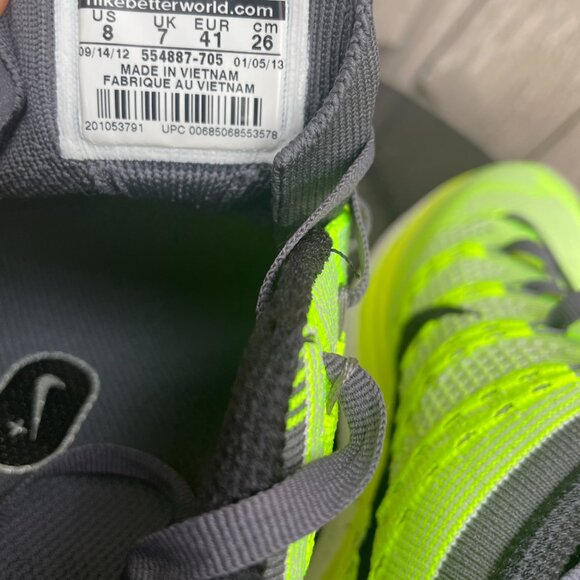 nikebetterworld.com
US UK EUR cm
8 7 41 26
09/14/12 554887-705 01/05/13
MADE IN VIETNAM
FABRIQUE AU VIETNAM
201053791 UPC 00685068553578
+